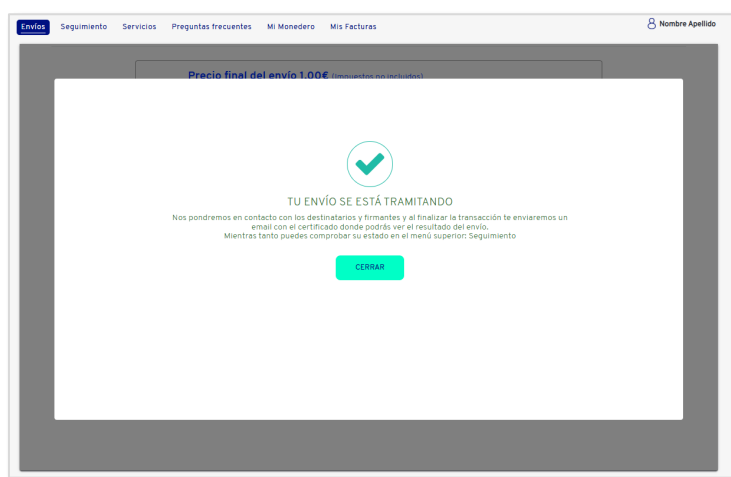 Envíos Seguimiento Servicios Preguntas frecuentes Mi Monedero Mis Facturas Nombre Apellido
Precio final del envío 1,00€ (Impuestos no incluidos)
TU ENVÍO SE ESTÁ TRAMITANDO
Nos pondremos en contacto con los destinatarios y firmantes y al finalizar la transacción te enviaremos un
email con el certificado donde podrás ver el resultado del envío.
Mientras tanto puedes comprobar su estado en el menú superior: Seguimiento
CERRAR